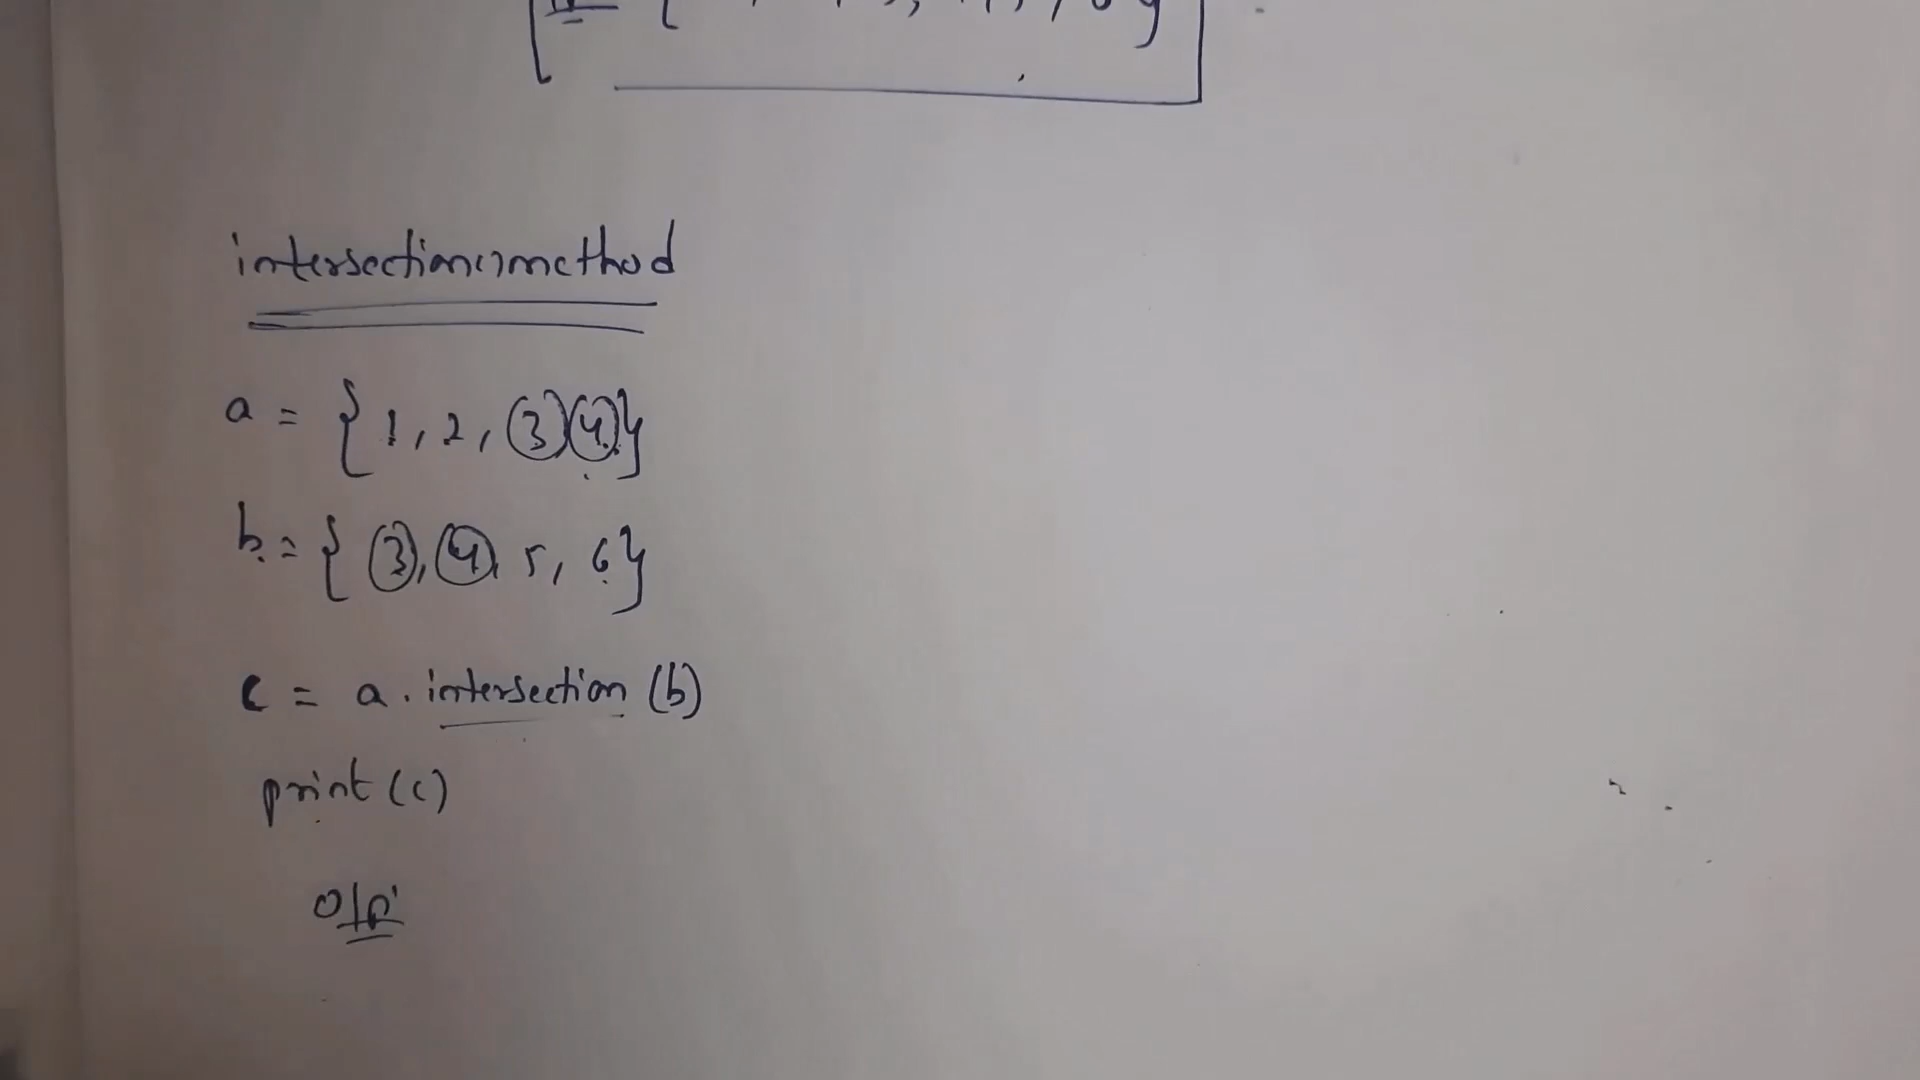 intersection() method
a = {1, 2, 3, 4}
b = {3, 4, 5, 6}
c = a.intersection(b)
print(c)
O/P